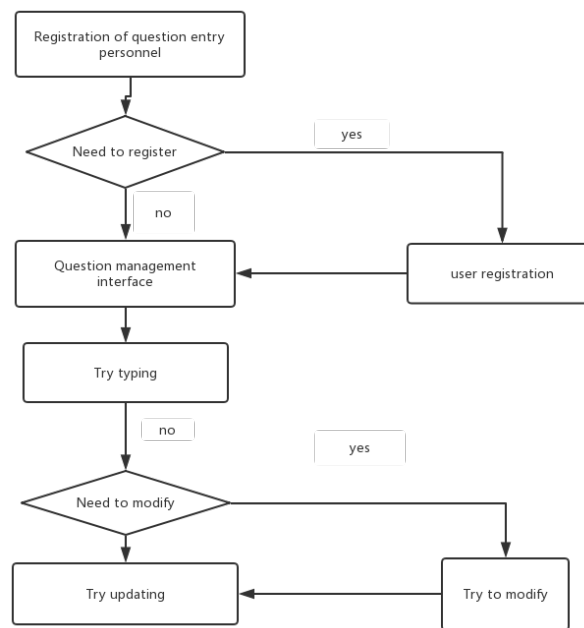 Registration of question entry
personnel
Need to register
yes
no
Question management
interface
user registration
Try typing
no
yes
Need to modify
Try updating
Try to modify